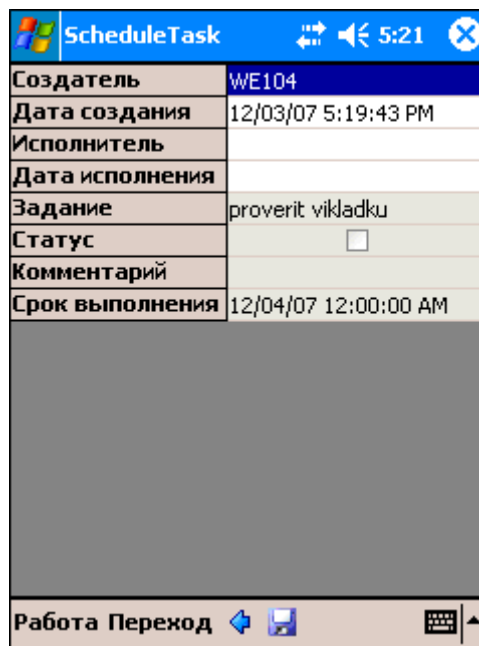 ScheduleTask 5:21
Создатель WE104
Дата создания 12/03/07 5:19:43 PM
Исполнитель
Дата исполнения
Задание proverit vikladku
Статус
Комментарий
Срок выполнения 12/04/07 12:00:00 AM
Работа Переход